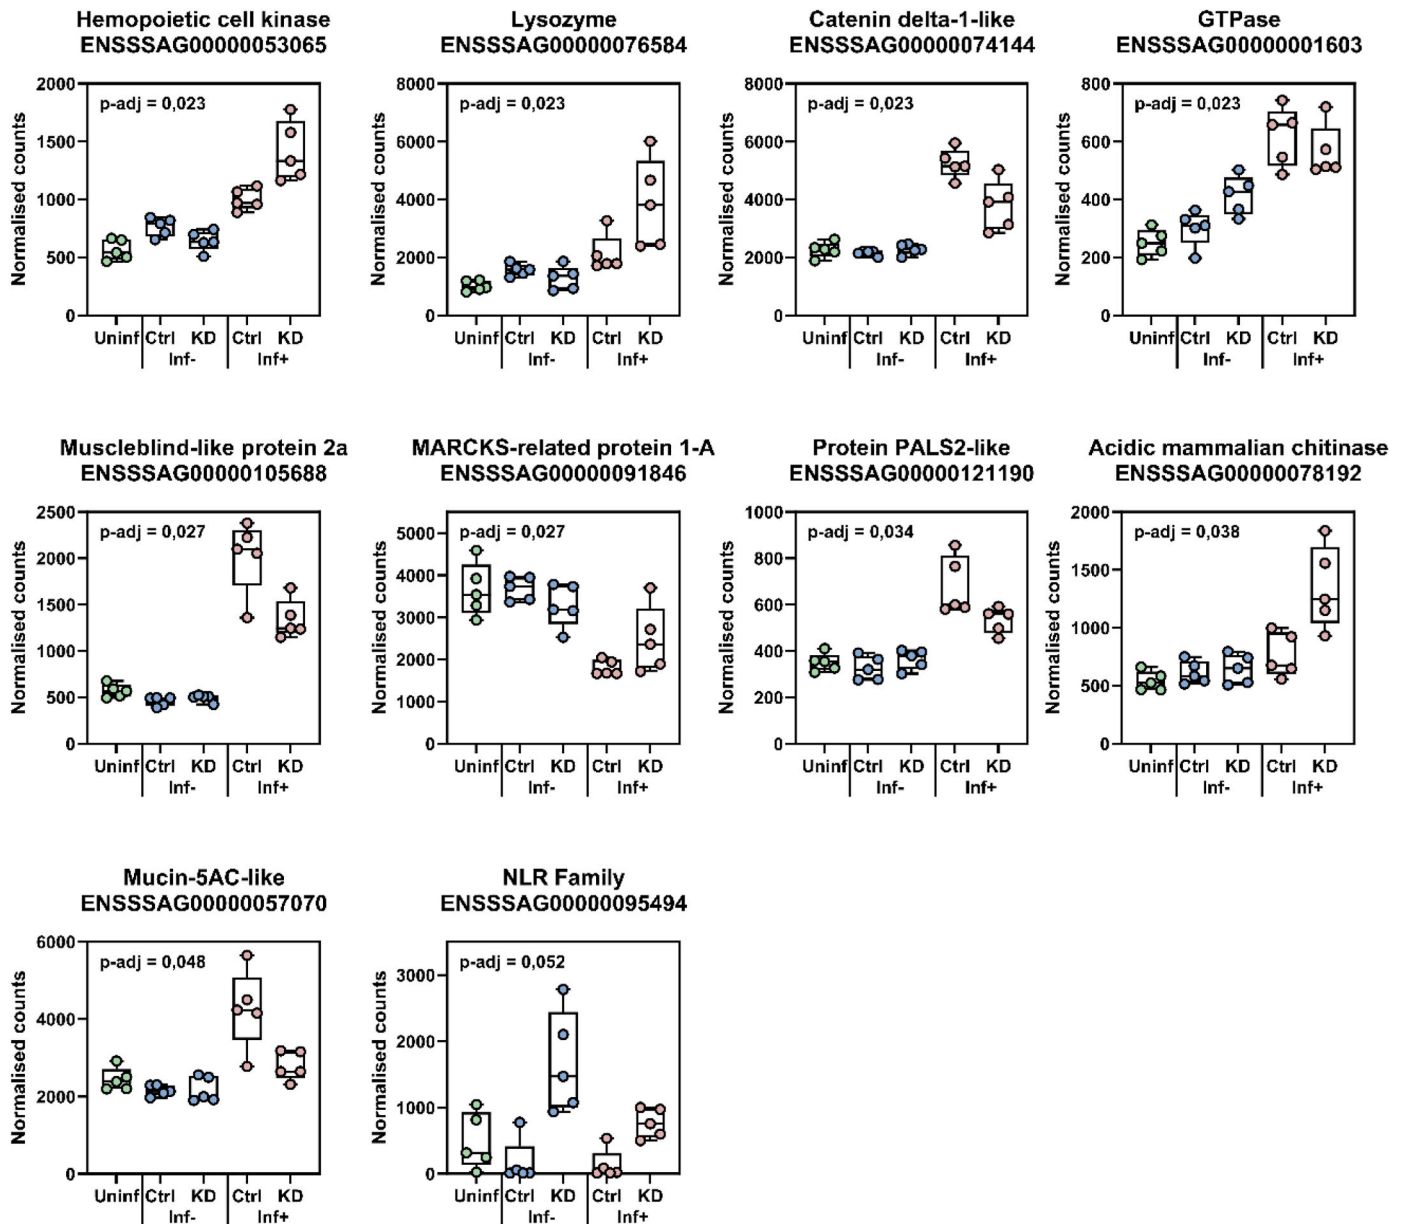 Hemopoietic cell kinase
ENSSSAG00000053065
Normalised counts
2000
1500
1000
500
0
p-adj = 0,023
Uninf Ctrl KD Ctrl KD
Inf- Inf+
Lysozyme
ENSSSAG00000076584
Normalised counts
8000
6000
4000
2000
0
p-adj = 0,023
Uninf Ctrl KD Ctrl KD
Inf- Inf+
Catenin delta-1-like
ENSSSAG00000074144
Normalised counts
8000
6000
4000
2000
0
p-adj = 0,023
Uninf Ctrl KD Ctrl KD
Inf- Inf+
GTPase
ENSSSAG00000001603
Normalised counts
800
600
400
200
0
p-adj = 0,023
Uninf Ctrl KD Ctrl KD
Inf- Inf+
Muscleblind-like protein 2a
ENSSSAG00000105688
Normalised counts
2500
2000
1500
1000
500
0
p-adj = 0,027
Uninf Ctrl KD Ctrl KD
Inf- Inf+
MARCKS-related protein 1-A
ENSSSAG00000091846
Normalised counts
5000
4000
3000
2000
1000
0
p-adj = 0,027
Uninf Ctrl KD Ctrl KD
Inf- Inf+
Protein PALS2-like
ENSSSAG00000121190
Normalised counts
1000
800
600
400
200
0
p-adj = 0,034
Uninf Ctrl KD Ctrl KD
Inf- Inf+
Acidic mammalian chitinase
ENSSSAG00000078192
Normalised counts
2000
1500
1000
500
0
p-adj = 0,038
Uninf Ctrl KD Ctrl KD
Inf- Inf+
Mucin-5AC-like
ENSSSAG00000057070
Normalised counts
6000
4000
2000
0
p-adj = 0,048
Uninf Ctrl KD Ctrl KD
Inf- Inf+
NLR Family
ENSSSAG00000095494
Normalised counts
3000
2000
1000
0
p-adj = 0,052
Uninf Ctrl KD Ctrl KD
Inf- Inf+